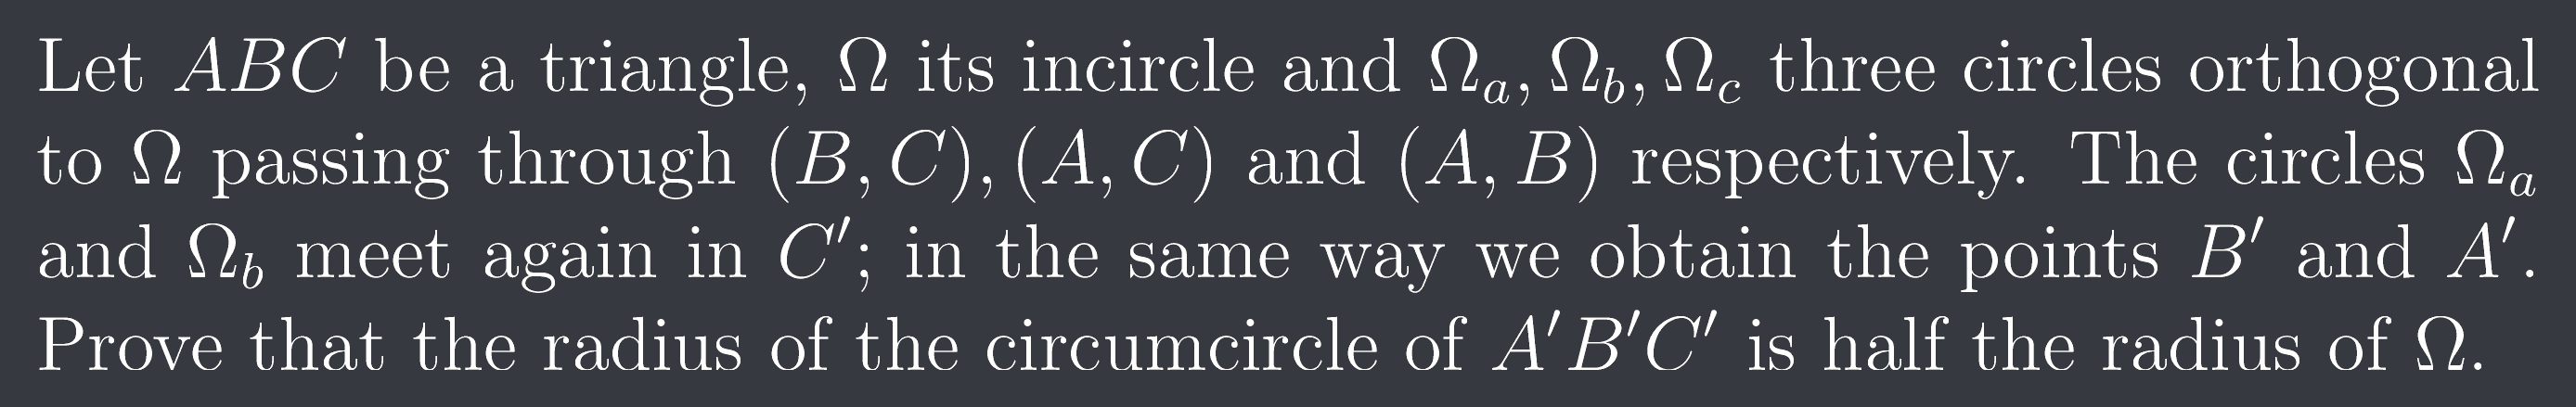 Let $ABC$ be a triangle, $\Omega$ its incircle and $\Omega_a, \Omega_b, \Omega_c$ three circles orthogonal
to $\Omega$ passing through $(B, C), (A, C)$ and $(A, B)$ respectively. The circles $\Omega_a$
and $\Omega_b$ meet again in $C'$; in the same way we obtain the points $B'$ and $A'$.
Prove that the radius of the circumcircle of $A'B'C'$ is half the radius of $\Omega$.